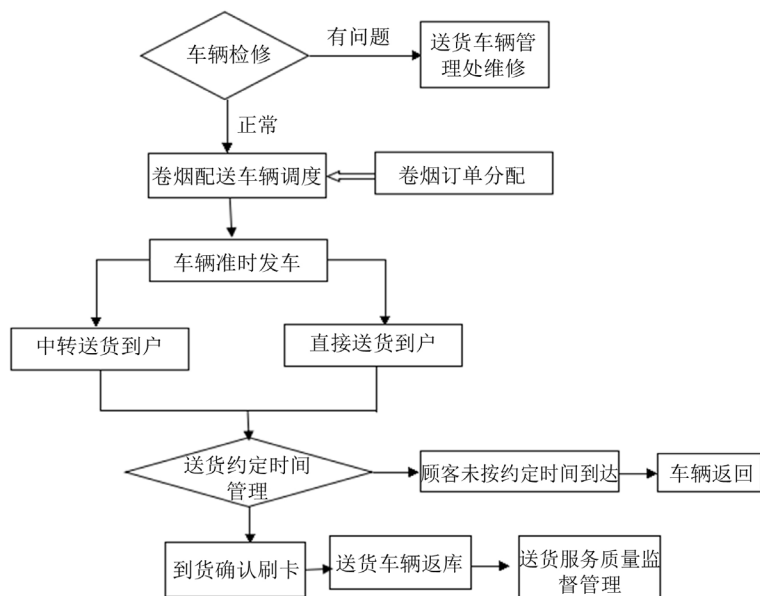 车辆检修
有问题
送货车辆管
理处维修
正常
卷烟配送车辆调度
卷烟订单分配
车辆准时发车
中转送货到户
直接送货到户
送货约定时间
管理
顾客未按约定时间到达
车辆返回
到货确认刷卡
送货车辆返库
送货服务质量监
督管理